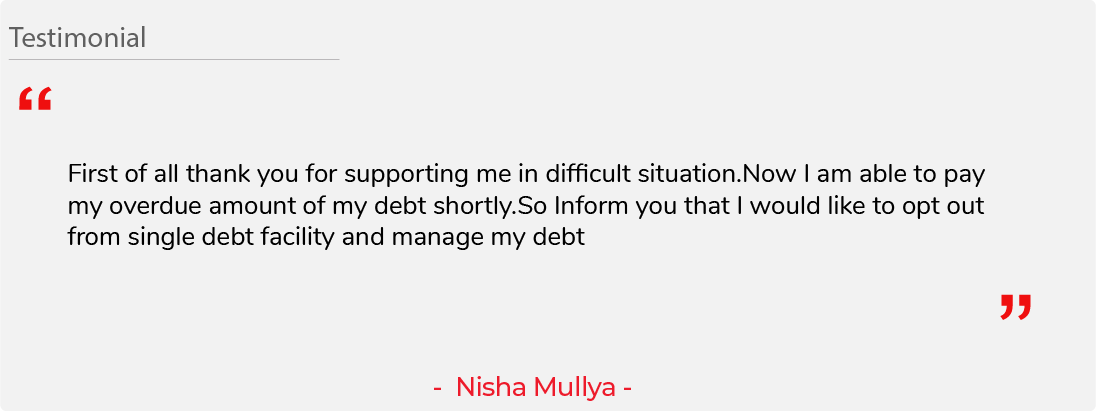 Testimonial
“
First of all thank you for supporting me in difficult situation.Now I am able to pay
my overdue amount of my debt shortly.So Inform you that I would like to opt out
from single debt facility and manage my debt
”
- Nisha Mullya -